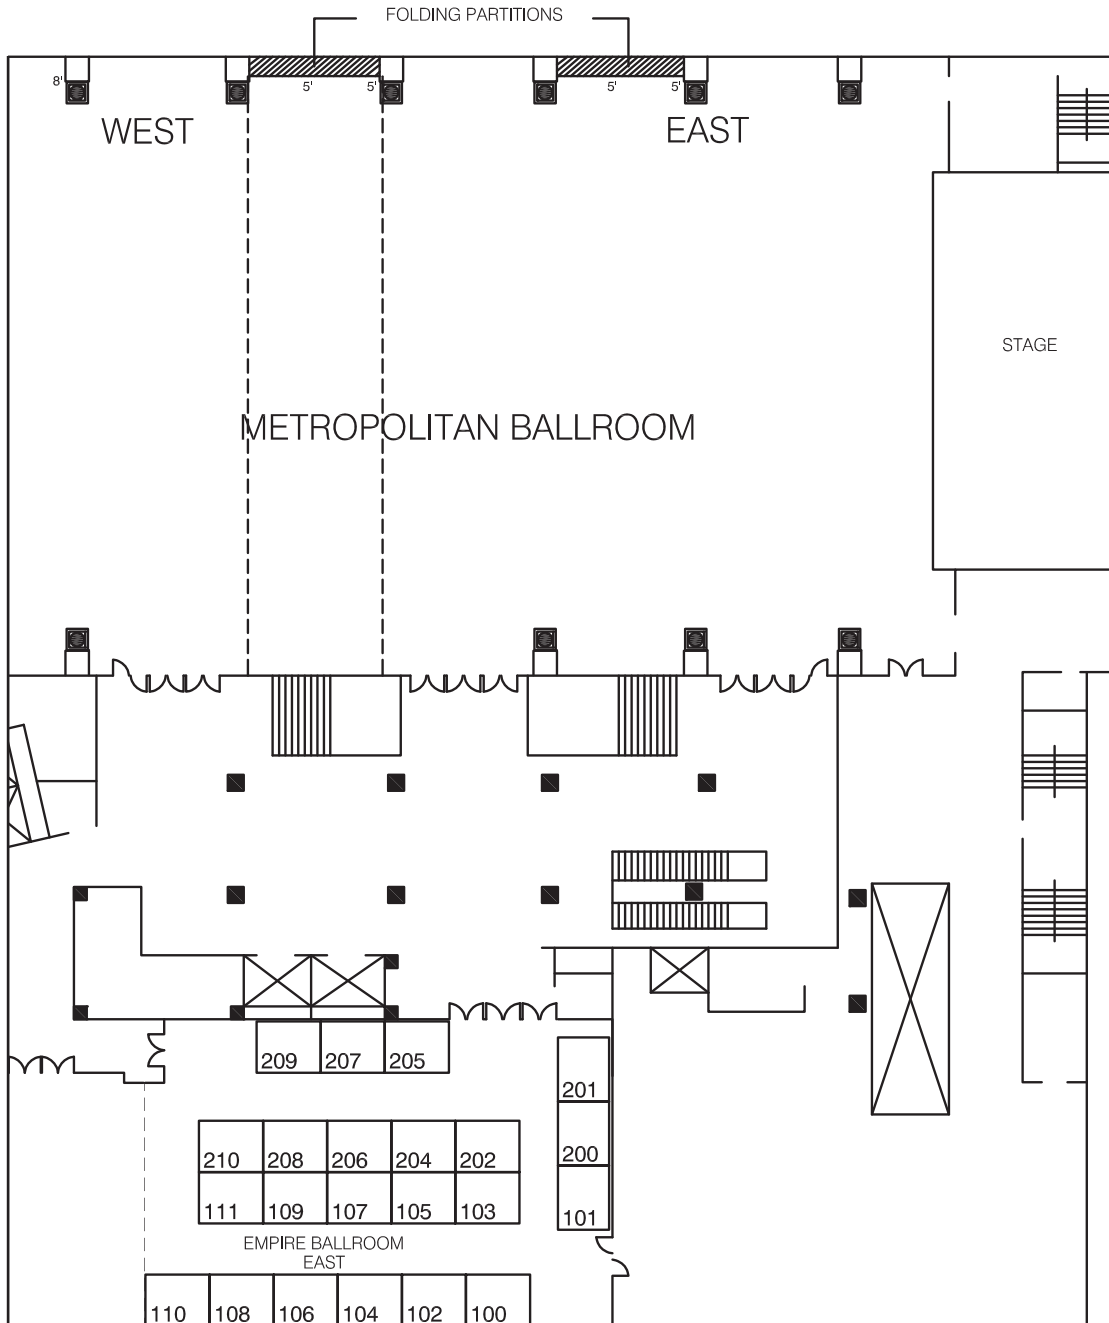 FOLDING PARTITIONS
8' 5' 5' 5' 5'
WEST EAST
STAGE
METROPOLITAN BALLROOM
209 207 205
201
210 208 206 204 202 200
111 109 107 105 103 101
EMPIRE BALLROOM
EAST
110 108 106 104 102 100